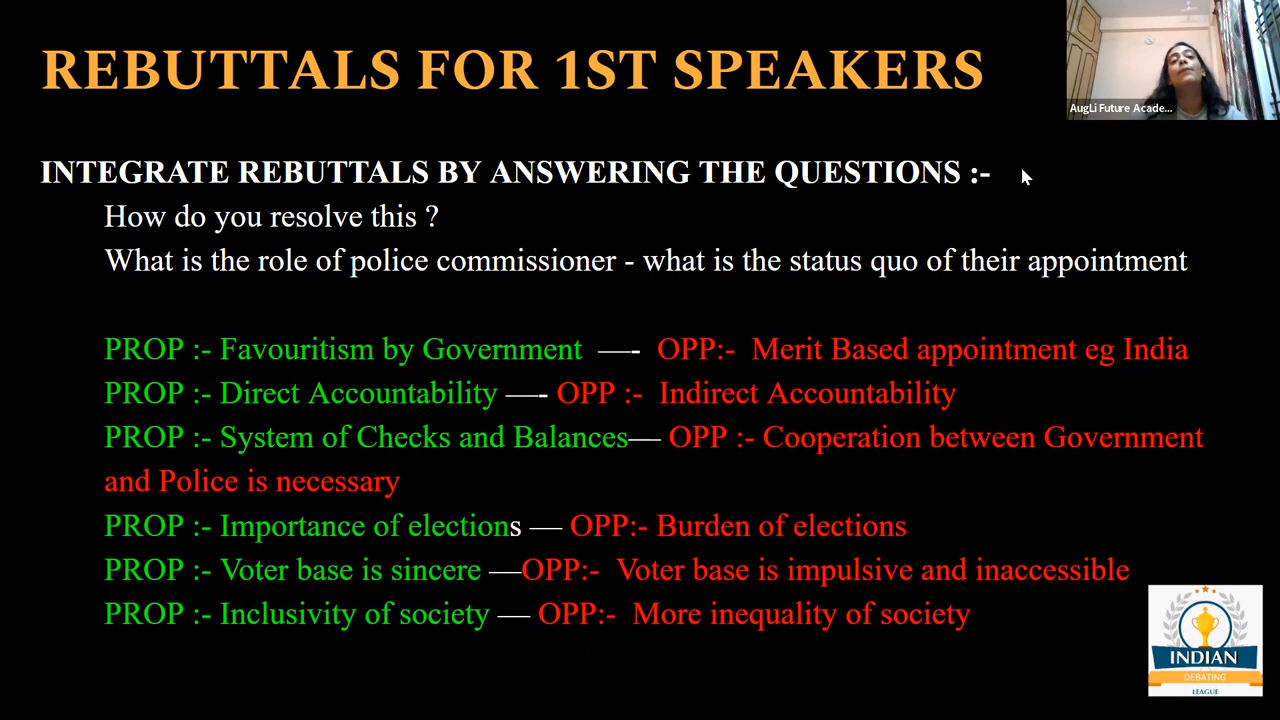 REBUTTALS FOR 1ST SPEAKERS
AugLi Future Acade...
INTEGRATE REBUTTALS BY ANSWERING THE QUESTIONS :-
How do you resolve this ?
What is the role of police commissioner - what is the status quo of their appointment
PROP :- Favouritism by Government —- OPP:- Merit Based appointment eg India
PROP :- Direct Accountability —- OPP :- Indirect Accountability
PROP :- System of Checks and Balances— OPP :- Cooperation between Government
and Police is necessary
PROP :- Importance of elections — OPP:- Burden of elections
PROP :- Voter base is sincere —OPP:- Voter base is impulsive and inaccessible
PROP :- Inclusivity of society — OPP:- More inequality of society
INDIAN
DEBATING
LEAGUE